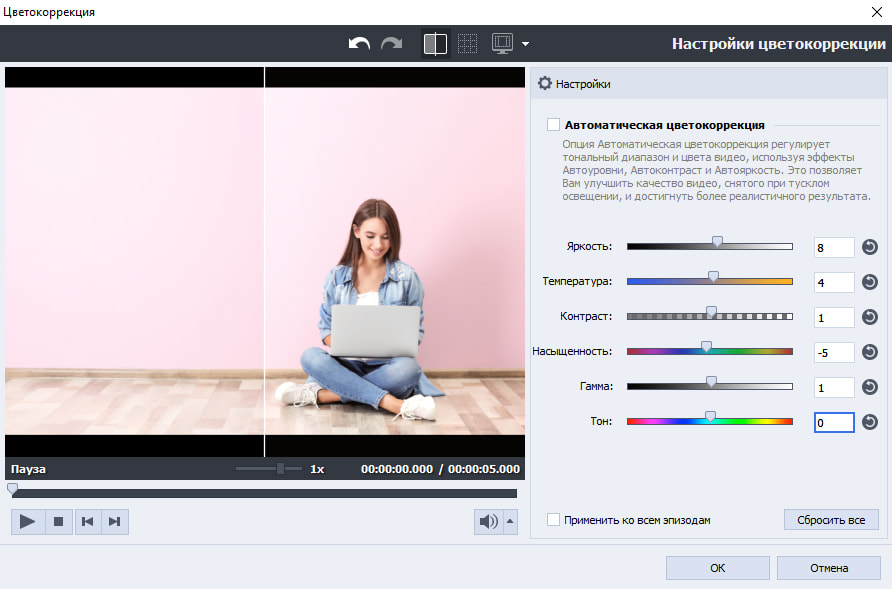 Цветокоррекция
Настройки цветокоррекции
Настройки
Автоматическая цветокоррекция
Опция Автоматическая цветокоррекция регулирует
тональный диапазон и цвета видео, используя эффекты
Автоуровни, Автоконтраст и Автояркость. Это позволяет
Вам улучшить качество видео, снятого при тусклом
освещении, и достигнуть более реалистичного результата.
Яркость: 8
Температура: 4
Контраст: 1
Насыщенность: -5
Гамма: 1
Тон: 0
Пауза 1x 00:00:00.000 / 00:00:05.000
Применить ко всем эпизодам Сбросить все
ОК Отмена